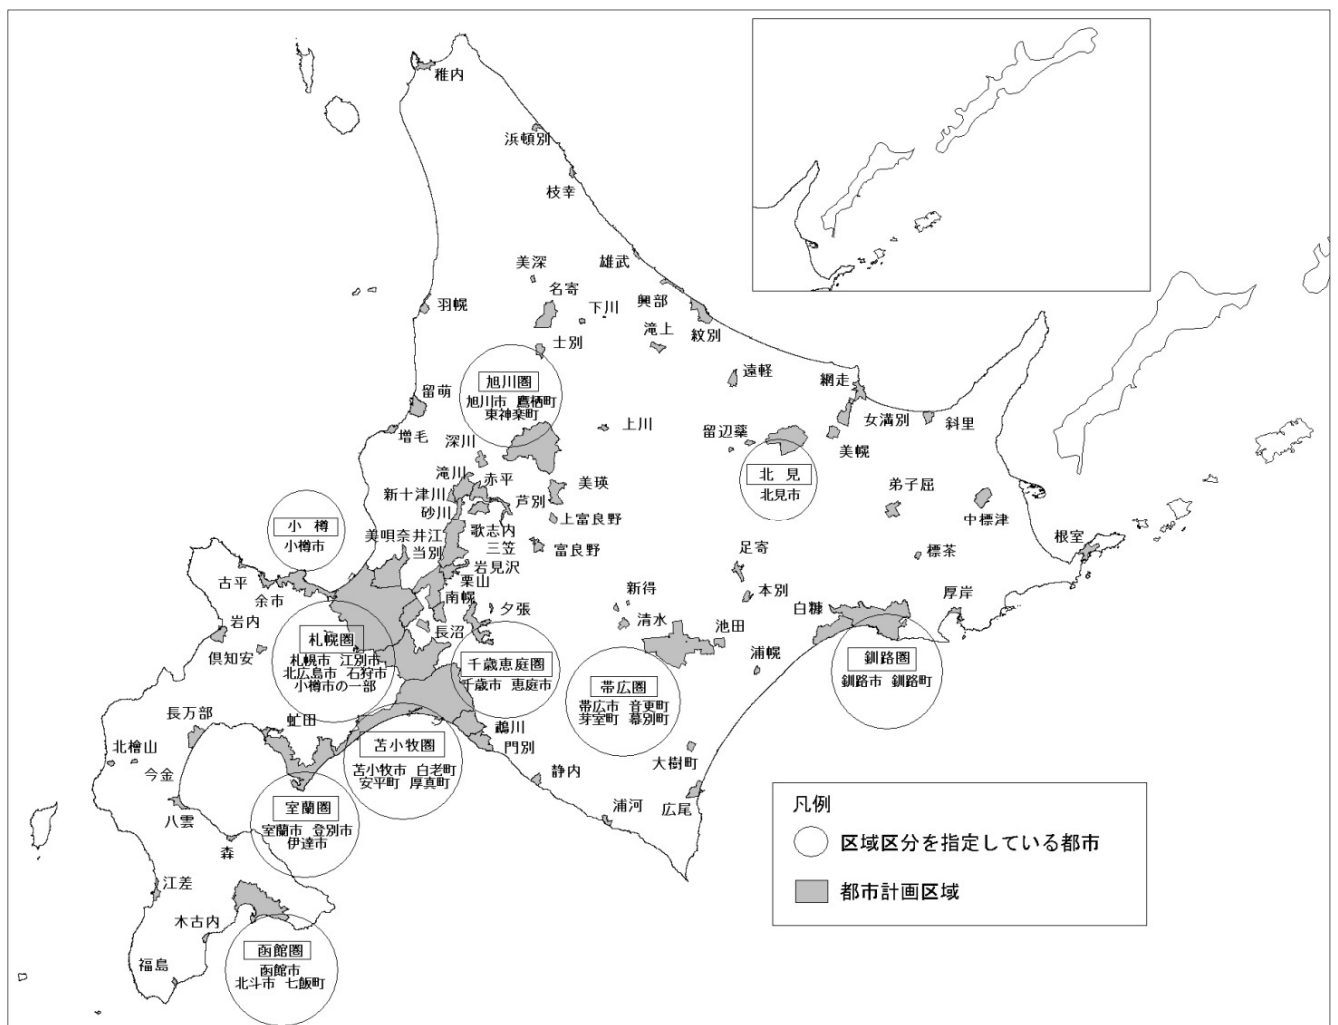 稚内
浜頓別
枝幸
美深
雄武
名寄
下川
興部
羽幌
滝上
紋別
士別
遠軽
網走
旭川圏
旭川市 鷹栖町
東神楽町
留萌
女満別
斜里
増毛
上川
留辺蘂
美幌
深川
滝川
赤平
美瑛
北見
北見市
弟子屈
新十津川
芦別
中標津
砂川
小樽
小樽市
上富良野
歌志内
美唄奈井江
三笠
富良野
当別
標茶
根室
足寄
岩見沢
古平
栗山
新得
本別
厚岸
余市
南幌
夕張
白糠
岩内
清水
池田
長沼
札幌圏
札幌市 江別市
北広島市 石狩市
小樽市の一部
倶知安
千歳恵庭圏
千歳市 恵庭市
浦幌
釧路圏
釧路市 釧路町
帯広圏
帯広市 音更町
芽室町 幕別町
長万部
虻田
鵡川
北檜山
苫小牧圏
苫小牧市 白老町
安平町 厚真町
門別
大樹町
今金
静内
室蘭圏
室蘭市 登別市
伊達市
浦河
広尾
八雲
凡例
区域区分を指定している都市
都市計画区域
森
江差
木古内
函館圏
函館市
北斗市 七飯町
福島